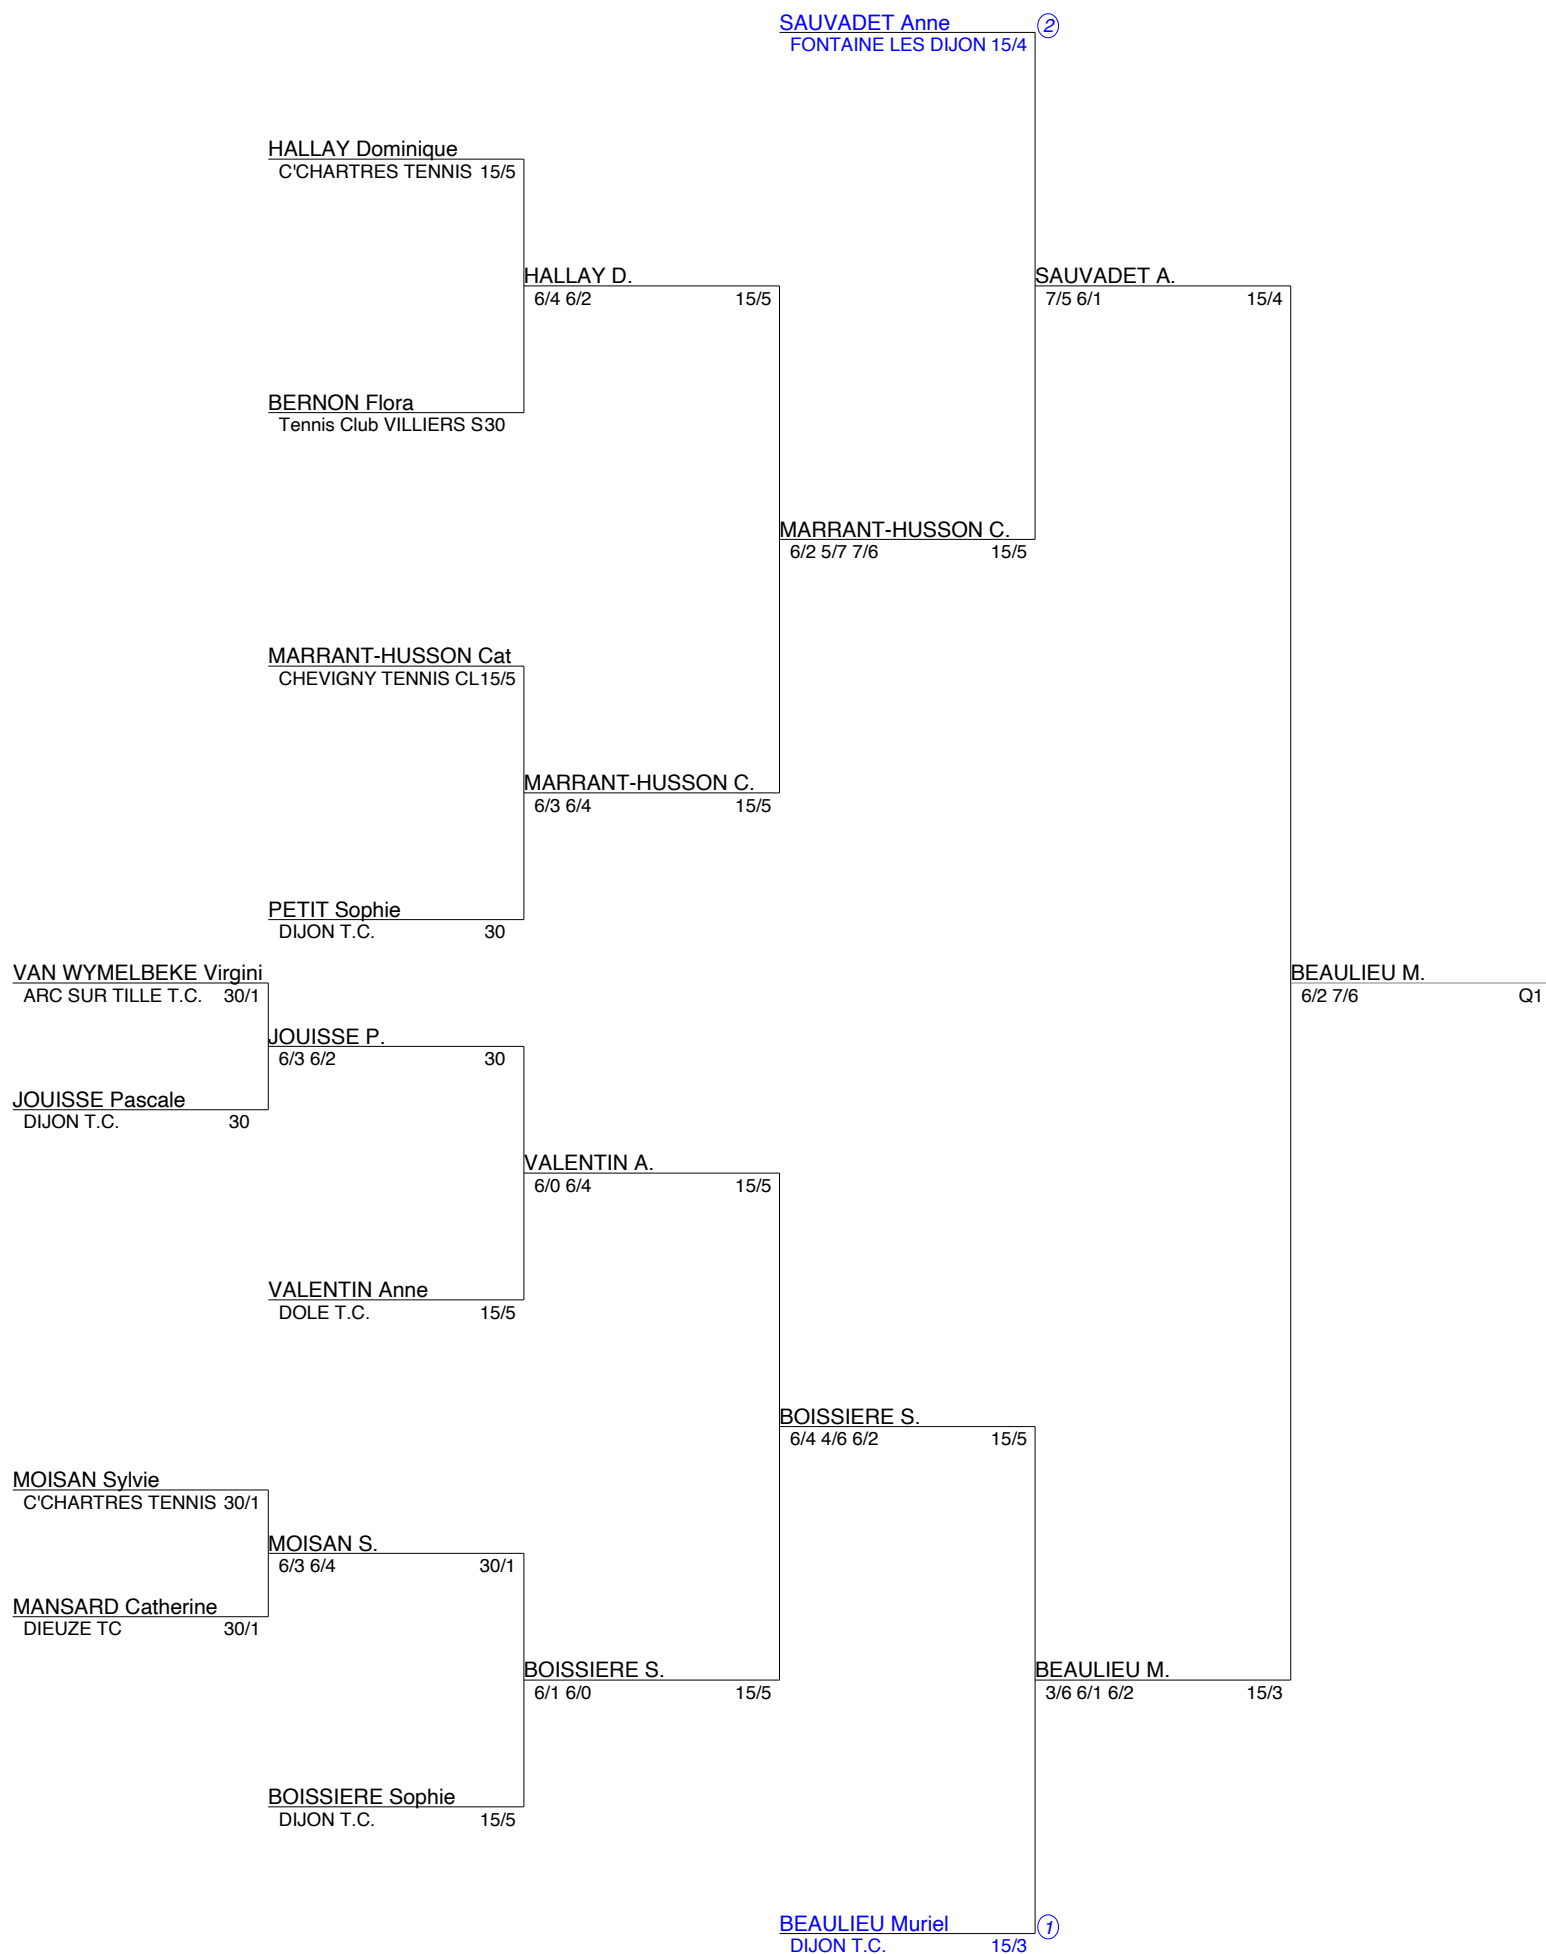 SAUVADET Anne 2
FONTAINE LES DIJON 15/4
HALLAY Dominique
C'CHARTRES TENNIS 15/5
HALLAY D.
6/4 6/2 15/5
SAUVADET A.
7/5 6/1 15/4
BERNON Flora
Tennis Club VILLIERS S30
MARRANT-HUSSON C.
6/2 5/7 7/6 15/5
MARRANT-HUSSON Cat
CHEVIGNY TENNIS CL15/5
MARRANT-HUSSON C.
6/3 6/4 15/5
PETIT Sophie
DIJON T.C. 30
VAN WYMELBEKE Virgini
ARC SUR TILLE T.C. 30/1
BEAULIEU M.
6/2 7/6 Q1
JOUISSE P.
6/3 6/2 30
JOUISSE Pascale
DIJON T.C. 30
VALENTIN A.
6/0 6/4 15/5
VALENTIN Anne
DOLE T.C. 15/5
BOISSIERE S.
6/4 4/6 6/2 15/5
MOISAN Sylvie
C'CHARTRES TENNIS 30/1
MOISAN S.
6/3 6/4 30/1
MANSARD Catherine
DIEUZE TC 30/1
BOISSIERE S.
6/1 6/0 15/5
BEAULIEU M.
3/6 6/1 6/2 15/3
BOISSIERE Sophie
DIJON T.C. 15/5
BEAULIEU Muriel 1
DIJON T.C. 15/3